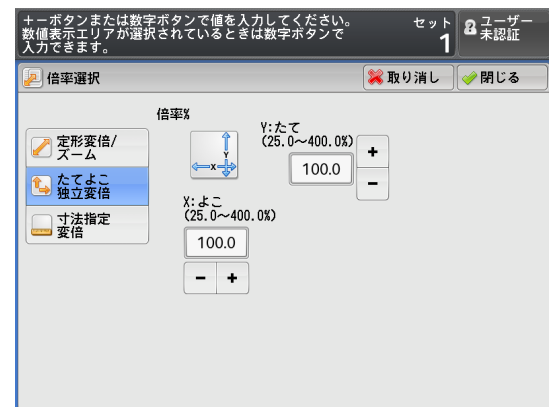 +ーボタンまたは数字ボタンで値を入力してください。
数値表示エリアが選択されているときは数字ボタンで
入力できます。
セット
1
ユーザー
未認証
倍率選択
取り消し
閉じる
倍率%
定形変倍/
ズーム
たてよこ
独立変倍
寸法指定
変倍
Y
X
Y:たて
(25.0～400.0%)
100.0
+
−
X:よこ
(25.0～400.0%)
100.0
− +